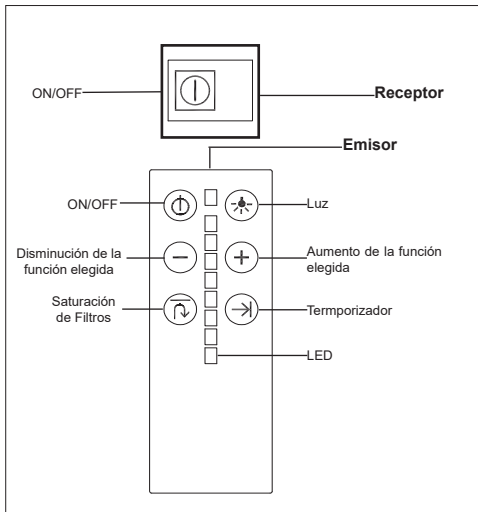 ON/OFF
Receptor
Emisor
ON/OFF
Luz
Disminución de la
función elegida
Aumento de la función
elegida
Saturación
de Filtros
Termporizador
LED